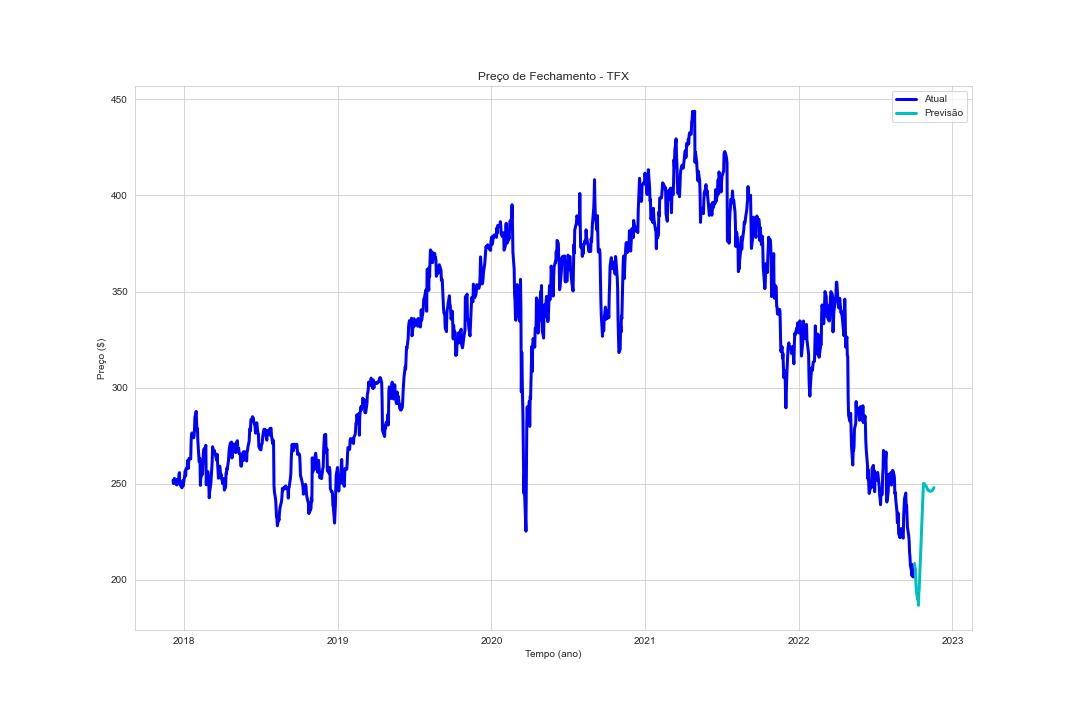 Preço de Fechamento - TFX
Atual
Previsão
Preço ($)
450
400
350
300
250
200
2018 2019 2020 2021 2022 2023
Tempo (ano)